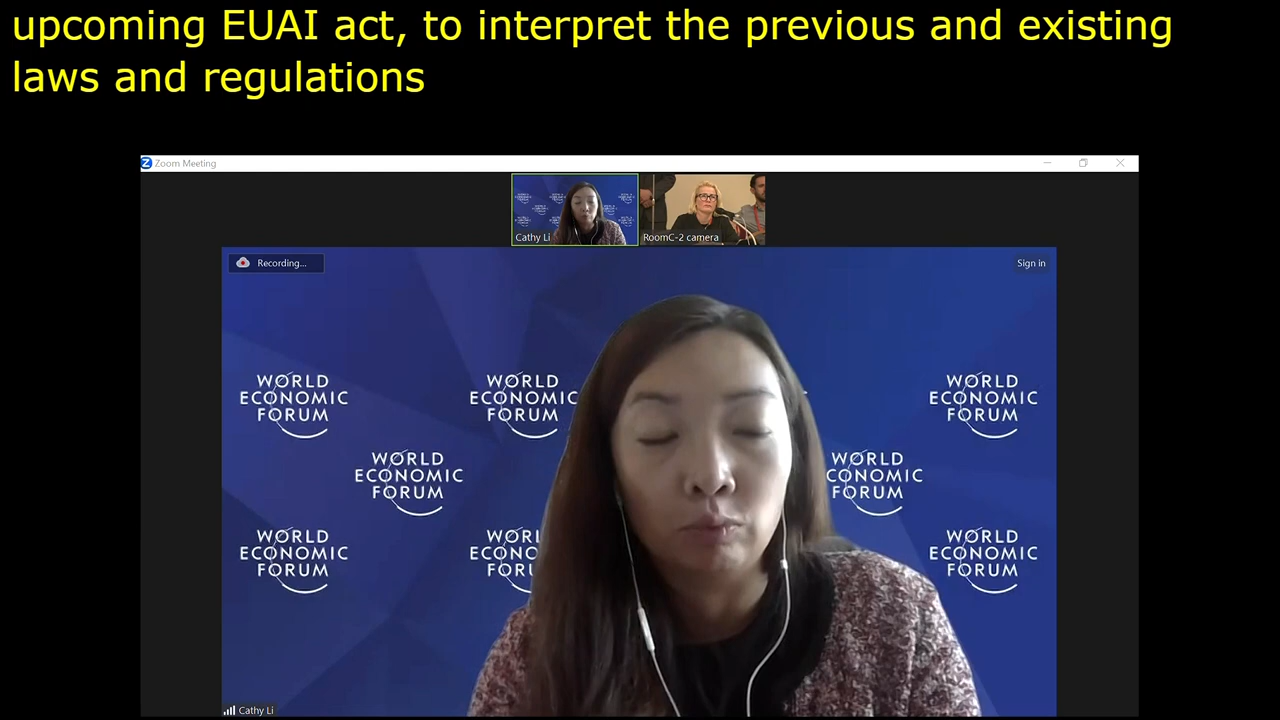 upcoming EUAI act, to interpret the previous and existing
laws and regulations
Zoom Meeting
Cathy Li
RoomC-2 camera
Recording...
Sign in
WORLD
ECONOMIC
FORUM
WORLD
ECONOMIC
FORUM
WORLD
ECONOMIC
FORUM
WORLD
ECONOMIC
FORUM
WORLD
ECONOMIC
FORUM
WORLD
ECONOMIC
FORUM
WORLD
ECONOMIC
FORUM
Cathy Li